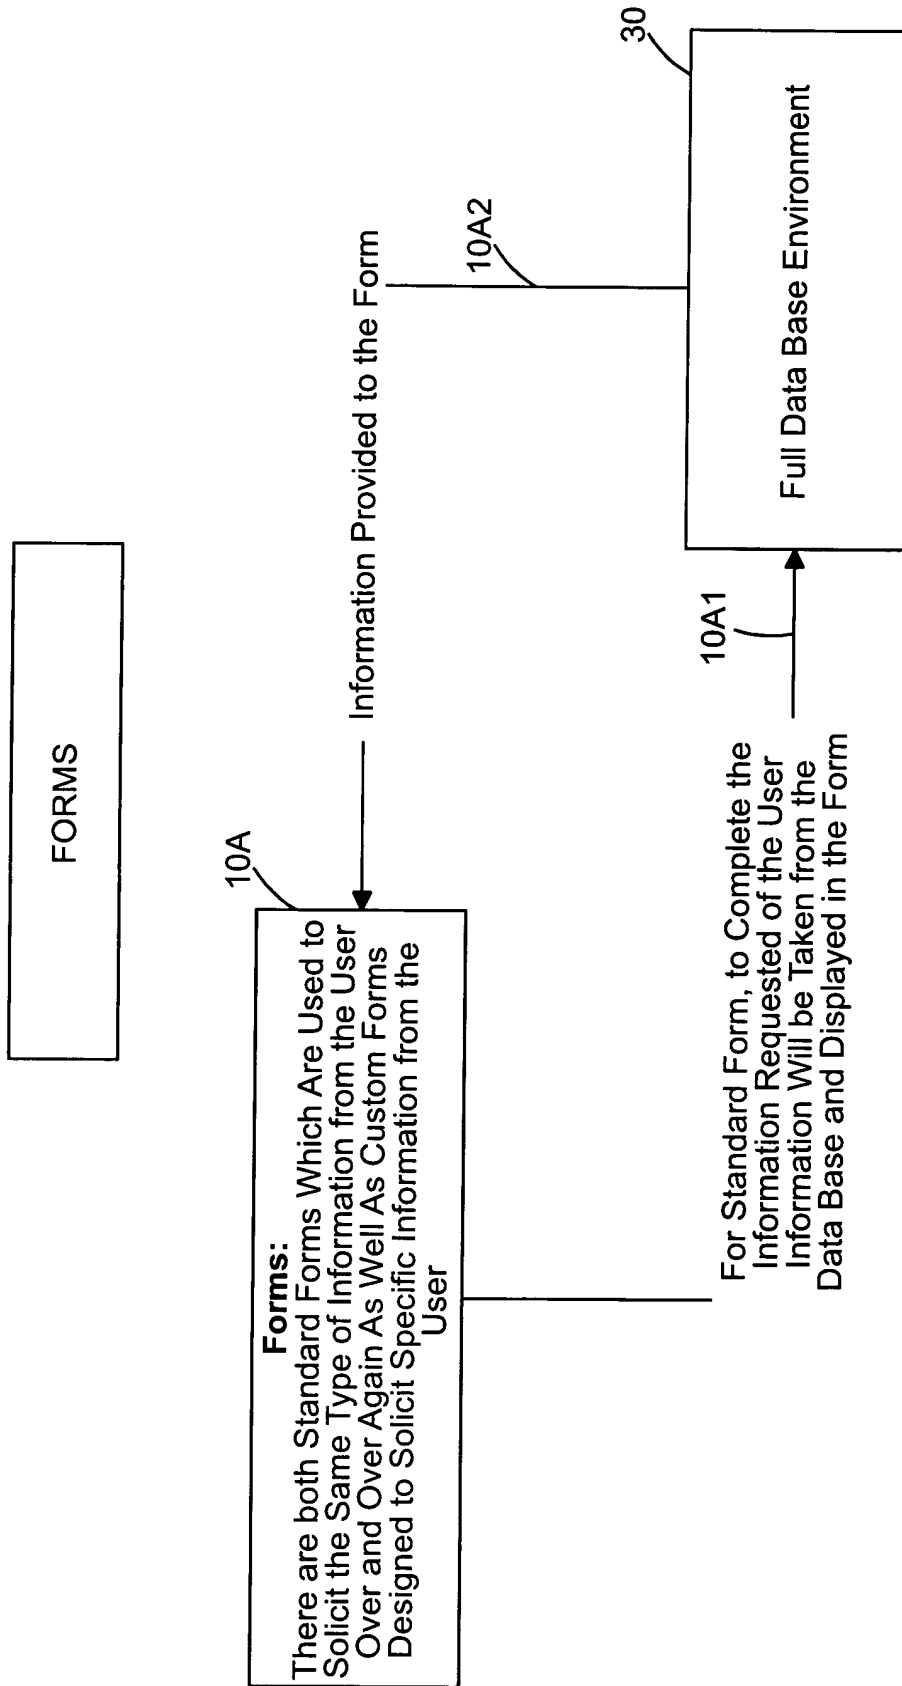 FORMS
10A
Forms:
There are both Standard Forms Which Are Used to
Solicit the Same Type of Information from the User
Over and Over Again As Well As Custom Forms
Designed to Solicit Specific Information from the
User
Information Provided to the Form
10A2
30
For Standard Form, to Complete the
Information Requested of the User
Information Will be Taken from the
Data Base and Displayed in the Form
10A1
Full Data Base Environment